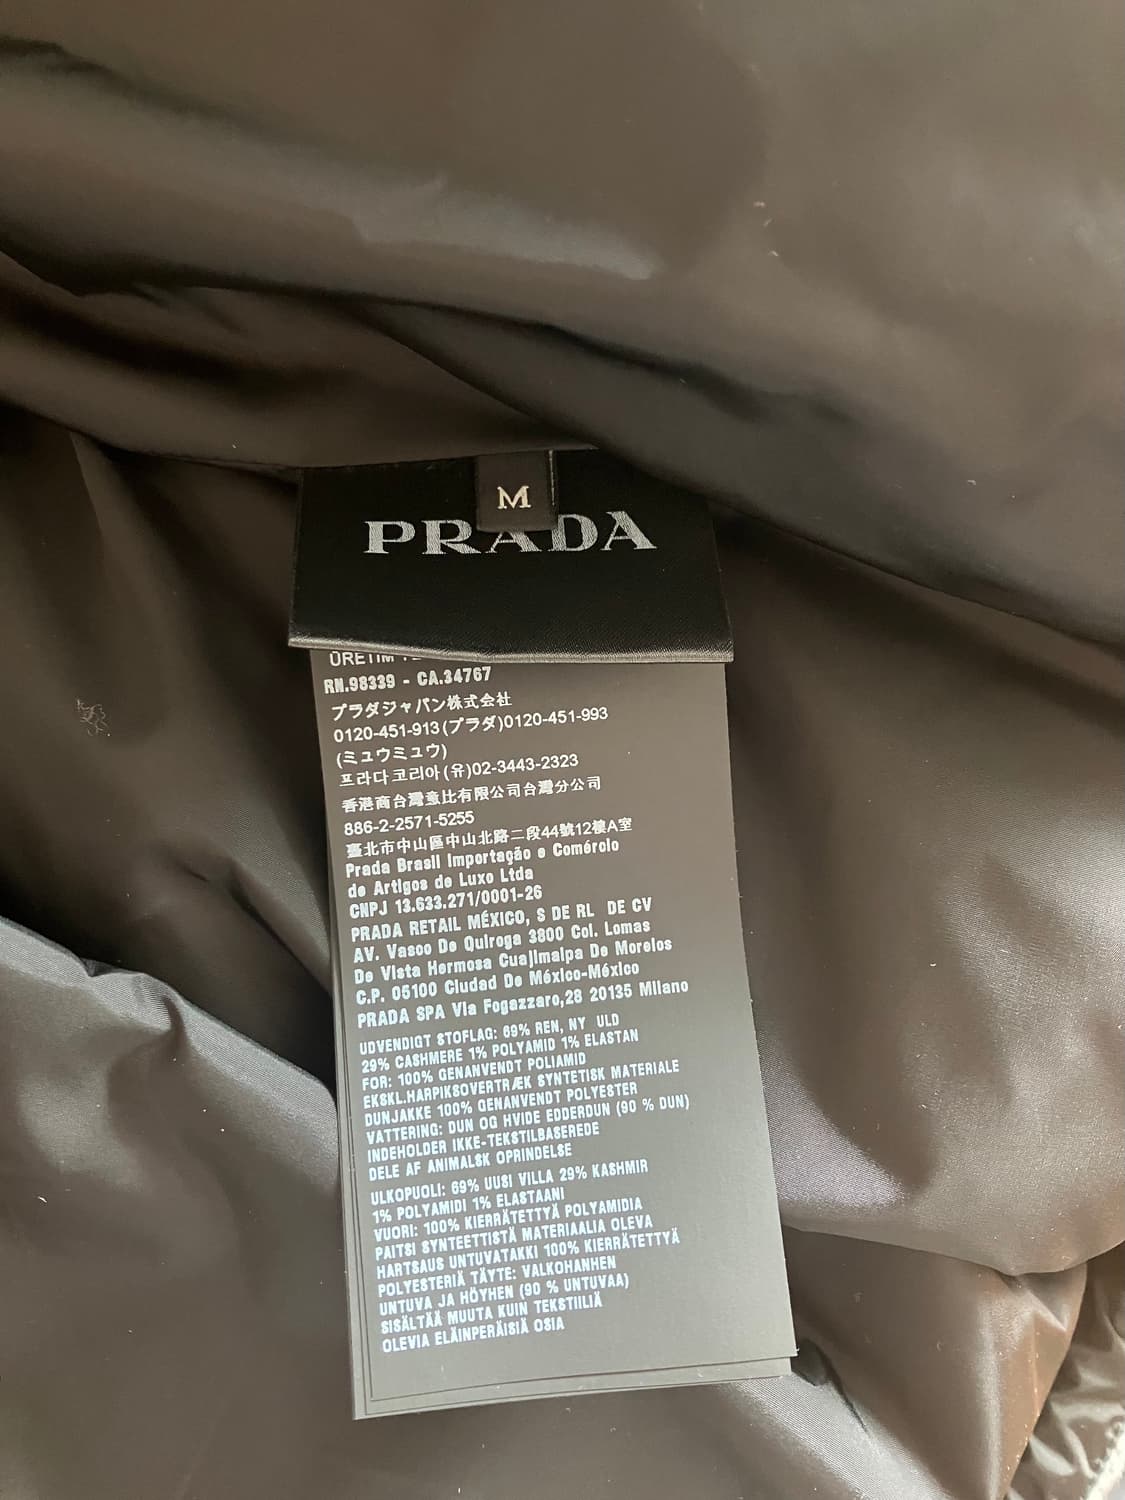 M
PRADA
ÜRETİM
RN.98339 - CA.34767
プラダジャパン株式会社
0120-451-913(プラダ)0120-451-993
(ミュウミュウ)
프라다코리아(유)02-3443-2323
香港商台灣意比有限公司台灣分公司
886-2-2571-5255
臺北市中山區中山北路二段44號12樓A室
Prada Brasil Importação e Comércio
de Artigos de Luxo Ltda
CNPJ 13.633.271/0001-26
PRADA RETAIL MÉXICO, S DE RL DE CV
AV. Vasco De Quiroga 3800 Col. Lomas
De Vista Hermosa Cuajimalpa De Morelos
C.P. 05100 Ciudad De México-México
PRADA SPA Via Fogazzaro,28 20135 Milano
UDVENDIGT STOFLAG: 69% REN, NY ULD
29% CASHMERE 1% POLYAMID 1% ELASTAN
FOR: 100% GENANVENDT POLIAMID
EKSKL.HARPIKSOVERTRÆK SYNTETISK MATERIALE
DUNJAKKE 100% GENANVENDT POLYESTER
VATTERING: DUN OG HVIDE EDDERDUN (90 % DUN)
INDEHOLDER IKKE-TEKSTILBASEREDE
DELE AF ANIMALSK OPRINDELSE
ULKOPUOLI: 69% UUSI VILLA 29% KASHMIR
1% POLYAMIDI 1% ELASTAANI
VUORI: 100% KIERRÄTETTYÄ POLYAMIDIA
PAITSI SYNTEETTISTÄ MATERIAALIA OLEVA
HARTSAUS UNTUVATAKKI 100% KIERRÄTETTYÄ
POLYESTERIÄ TÄYTE: VALKOHANHEN
UNTUVA JA HÖYHEN (90 % UNTUVAA)
SISÄLTÄÄ MUUTA KUIN TEKSTIILIÄ
OLEVIA ELÄINPERÄISIÄ OSIA